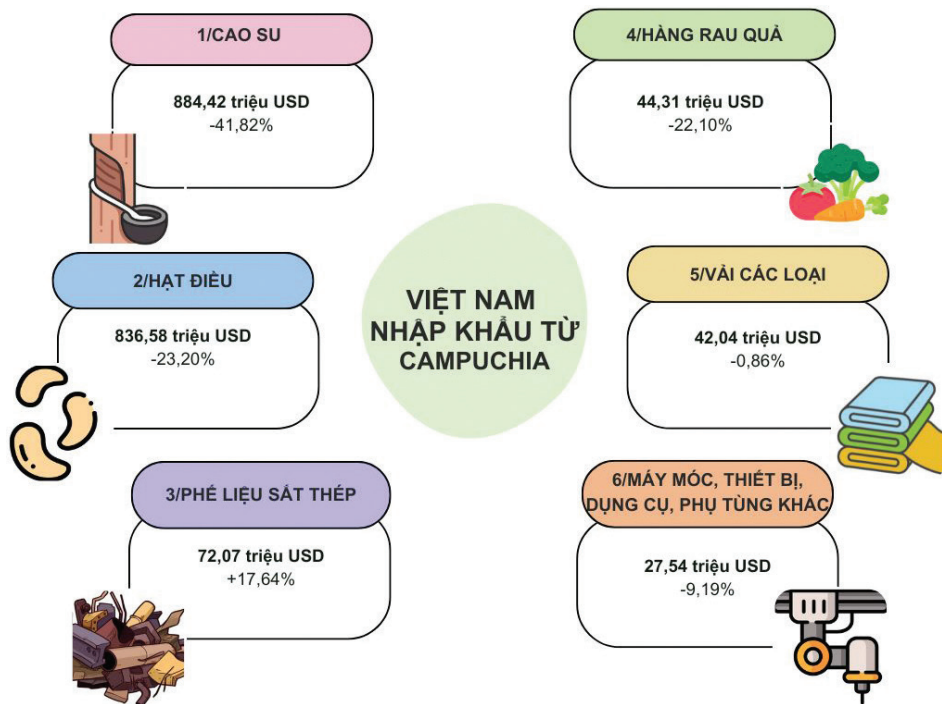 1/CAO SU
884,42 triệu USD
-41,82%
2/HẠT ĐIỀU
836,58 triệu USD
-23,20%
3/PHẾ LIỆU SẮT THÉP
72,07 triệu USD
+17,64%
VIỆT NAM
NHẬP KHẨU TỪ
CAMPUCHIA
4/HÀNG RAU QUẢ
44,31 triệu USD
-22,10%
5/VẢI CÁC LOẠI
42,04 triệu USD
-0,86%
6/MÁY MÓC, THIẾT BỊ,
DỤNG CỤ, PHỤ TÙNG KHÁC
27,54 triệu USD
-9,19%